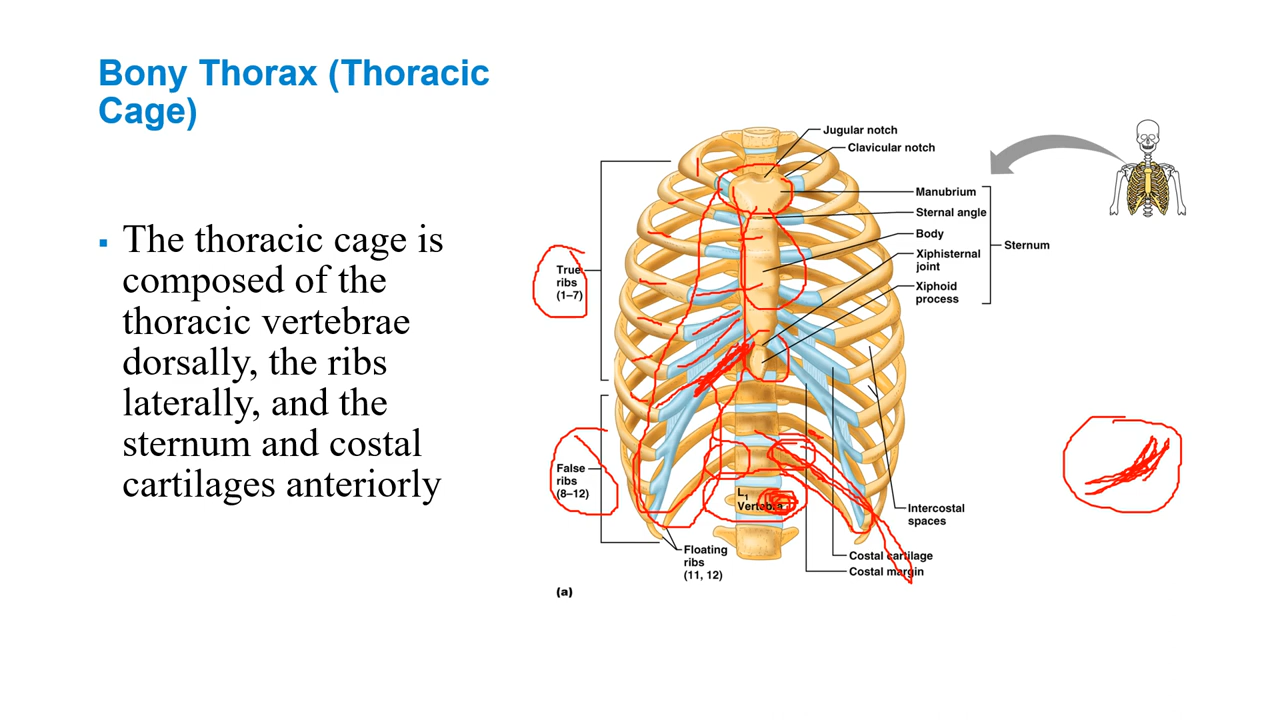 Bony Thorax (Thoracic
Cage)
▪ The thoracic cage is
composed of the
thoracic vertebrae
dorsally, the ribs
laterally, and the
sternum and costal
cartilages anteriorly
Jugular notch
Clavicular notch
Manubrium
Sternal angle
Body
Xiphisternal
joint
Xiphoid
process
Sternum
True
ribs
(1–7)
False
ribs
(8–12)
L1
Vertebra
Intercostal
spaces
Floating
ribs
(11, 12)
Costal cartilage
Costal margin
(a)